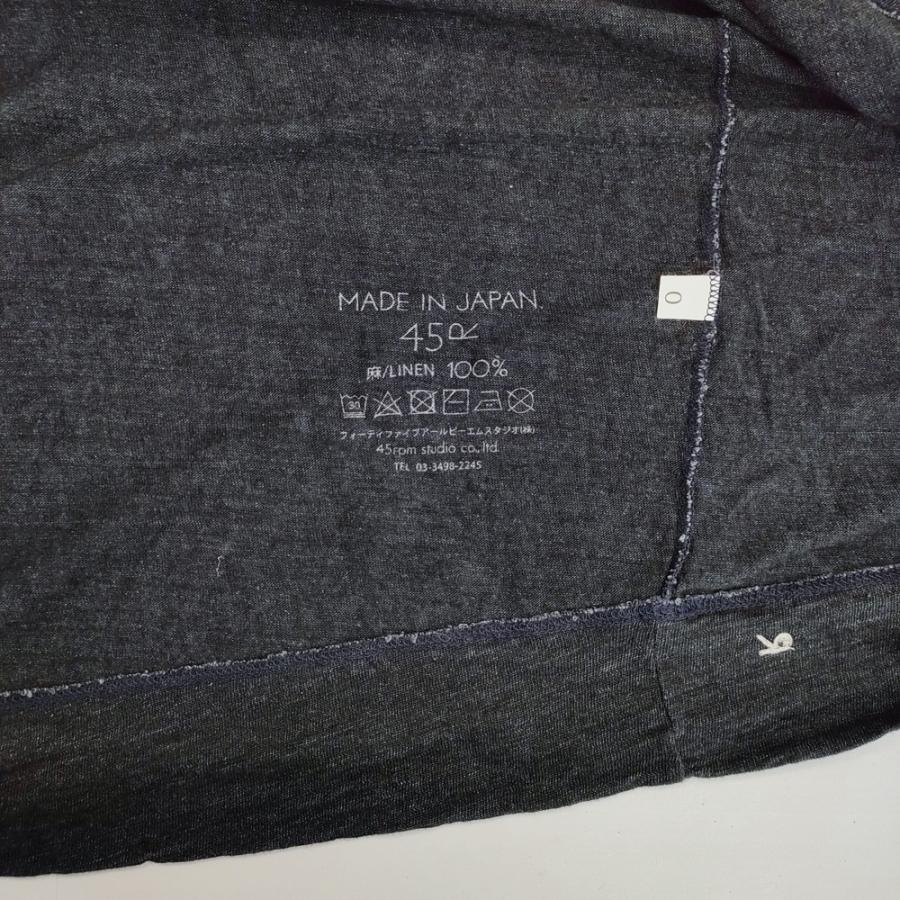 MADE IN JAPAN.
45R
麻/LINEN 100%
30
フォーティファイブアールピーエムスタジオ(株)
45rpm studio co., ltd.
TEL 03-3498-2245
0
R